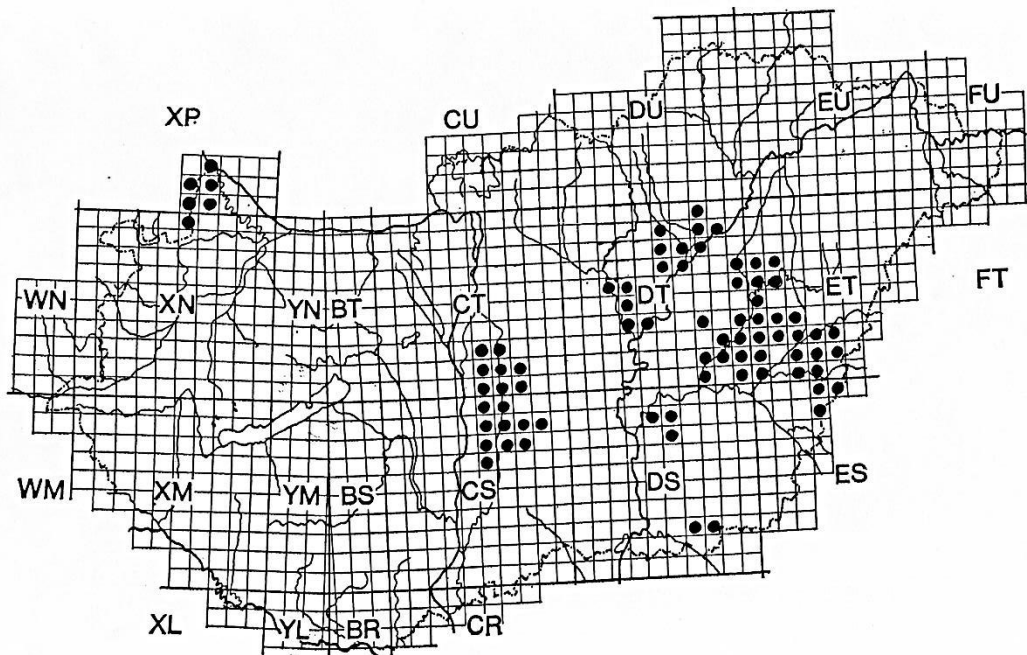 XP CU DU EU FU
WN XN YN BT CT DT ET FT
WM XM YM BS CS DS ES
XL YL BR CR